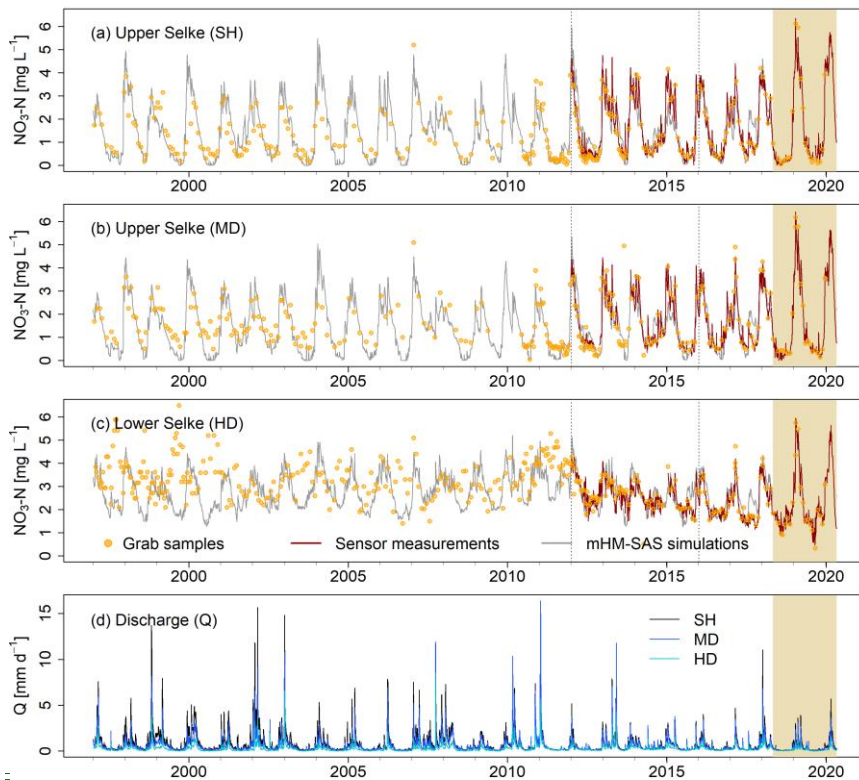 (a) Upper Selke (SH)
NO₃-N [mg L⁻¹]
6
5
4
3
2
1
0
2000 2005 2010 2015 2020
(b) Upper Selke (MD)
NO₃-N [mg L⁻¹]
6
5
4
3
2
1
0
2000 2005 2010 2015 2020
(c) Lower Selke (HD)
NO₃-N [mg L⁻¹]
6
5
4
3
2
1
0
Grab samples Sensor measurements mHM-SAS simulations
2000 2005 2010 2015 2020
(d) Discharge (Q)
Q [mm d⁻¹]
15
10
5
0
SH
MD
HD
2000 2005 2010 2015 2020